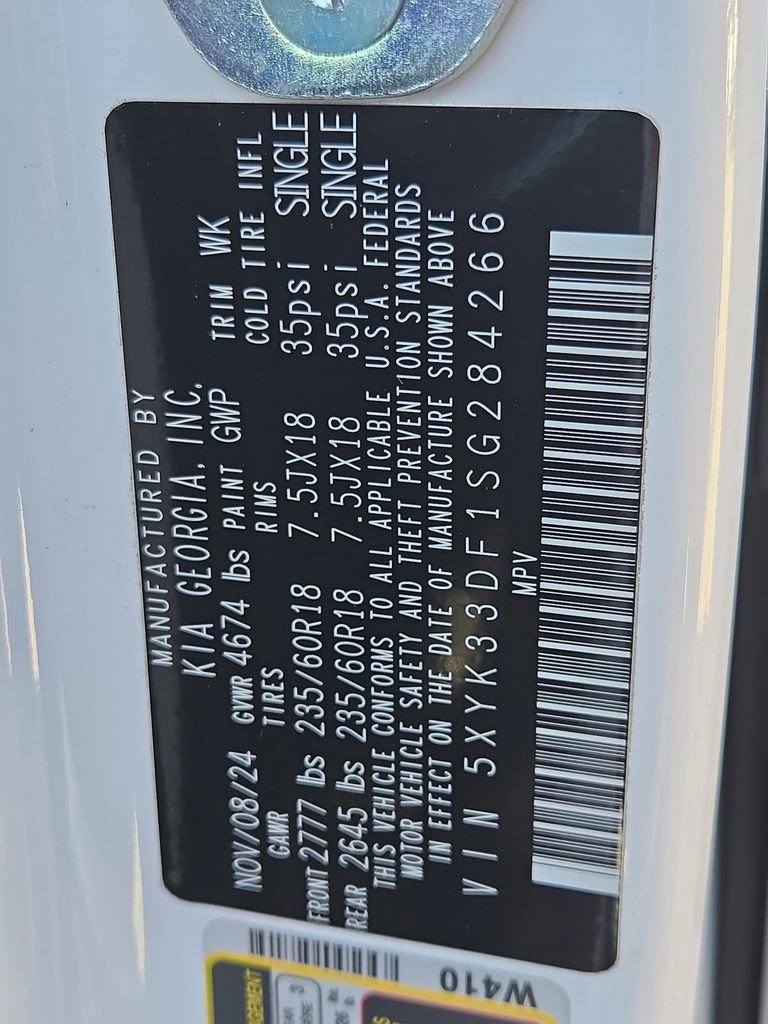 MANUFACTURED BY
KIA GEORGIA, INC.
NOV/08/24 GVWR 4674 lbs PAINT GWP TRIM WK
GAWR TIRES RIMS COLD TIRE INFL
FRONT 2777 lbs 235/60R18 7.5JX18 35psi SINGLE
REAR 2645 lbs 235/60R18 7.5JX18 35psi SINGLE
THIS VEHICLE CONFORMS TO ALL APPLICABLE U.S.A. FEDERAL
MOTOR VEHICLE SAFETY AND THEFT PREVENTION STANDARDS
IN EFFECT ON THE DATE OF MANUFACTURE SHOWN ABOVE
VIN 5XYK33DF1SG284266
MPV
W410